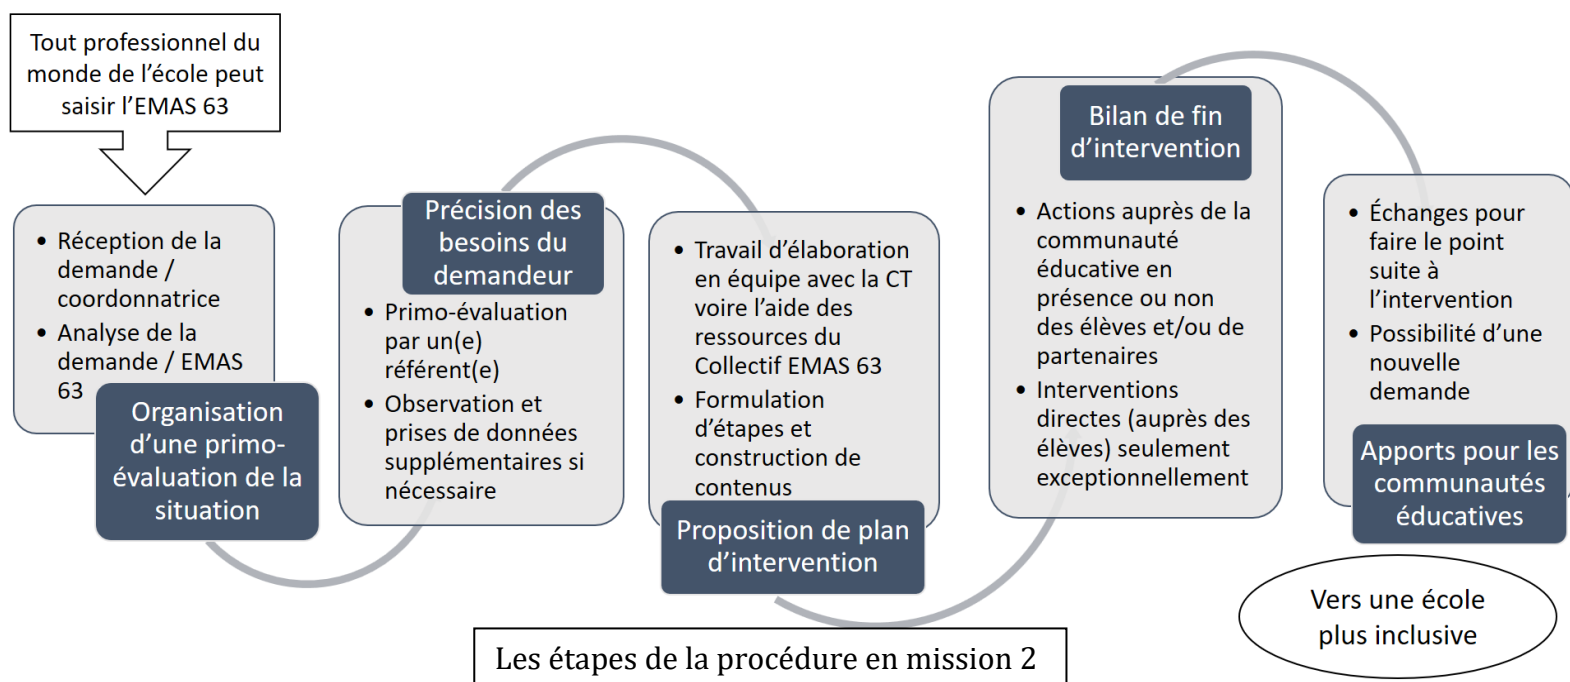 Tout professionnel du
monde de l’école peut
saisir l’EMAS 63
• Réception de la
demande /
coordonnatrice
• Analyse de la
demande / EMAS
63
Organisation
d’une primo-
évaluation de la
situation
Précision des
besoins du
demandeur
• Primo-évaluation
par un(e)
référent(e)
• Observation et
prises de données
supplémentaires si
nécessaire
• Travail d’élaboration
en équipe avec la CT
voire l’aide des
ressources du
Collectif EMAS 63
• Formulation
d’étapes et
construction de
contenus
Proposition de plan
d’intervention
Bilan de fin
d’intervention
• Actions auprès de la
communauté
éducative en
présence ou non
des élèves et/ou de
partenaires
• Interventions
directes (auprès des
élèves) seulement
exceptionnellement
• Échanges pour
faire le point
suite à
l’intervention
• Possibilité d’une
nouvelle
demande
Apports pour les
communautés
éducatives
Vers une école
plus inclusive
Les étapes de la procédure en mission 2